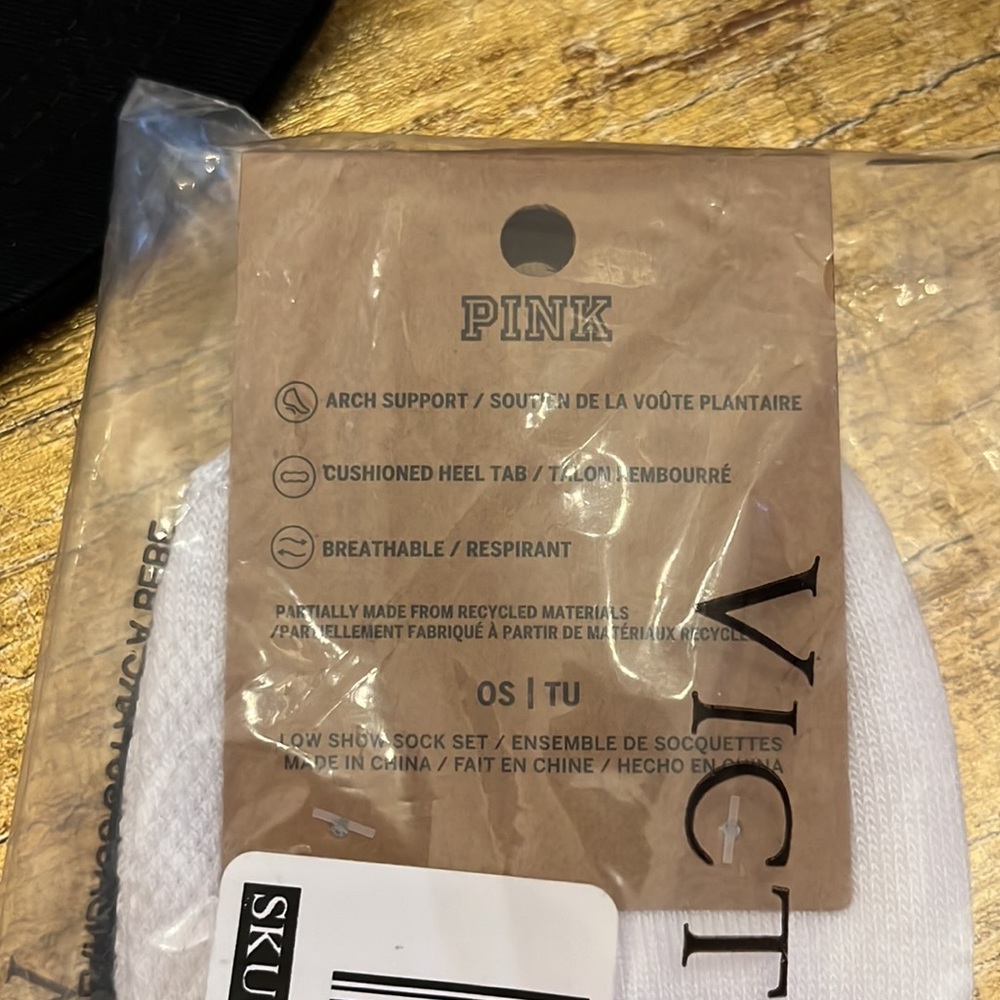 PINK
ARCH SUPPORT / SOUTIEN DE LA VOÛTE PLANTAIRE
CUSHIONED HEEL TAB / TALON REMBOURRÉ
BREATHABLE / RESPIRANT
PARTIALLY MADE FROM RECYCLED MATERIALS
/PARTIELLEMENT FABRIQUÉ À PARTIR DE MATÉRIAUX
OS | TU
LOW SHOW SOCK SET / ENSEMBLE DE SOCQUETTES
MADE IN CHINA / FAIT EN CHINE / HECHO EN CHINA
VICT
SKU